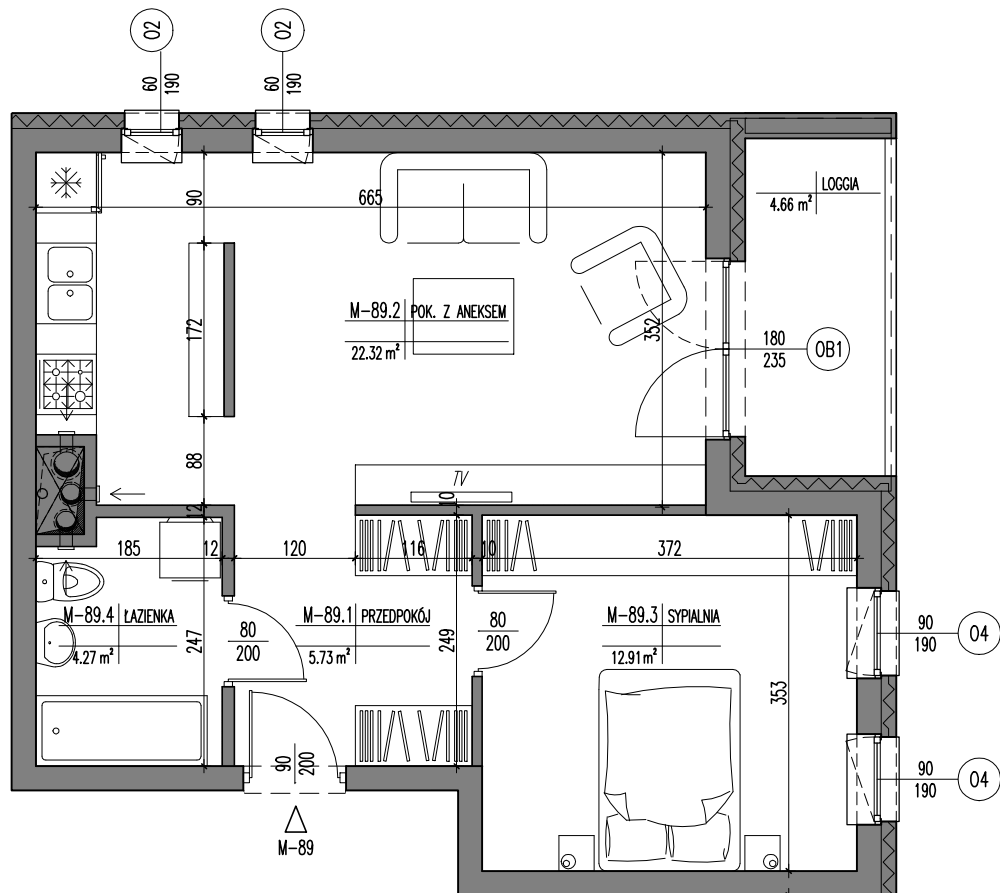 02
02
60
190
60
190
90
665
LOGGIA
4.66 m²
M-89.2 POK. Z ANEKSEM
22.32 m²
172
352
180
235
OB1
88
TV
10
12
185
12
120
116
10
372
M-89.4 ŁAZIENKA
4.27 m²
80
200
M-89.1 PRZEDPOKÓJ
5.73 m²
80
200
M-89.3 SYPIALNIA
12.91 m²
90
190
04
247
249
353
90
200
90
190
04
M-89